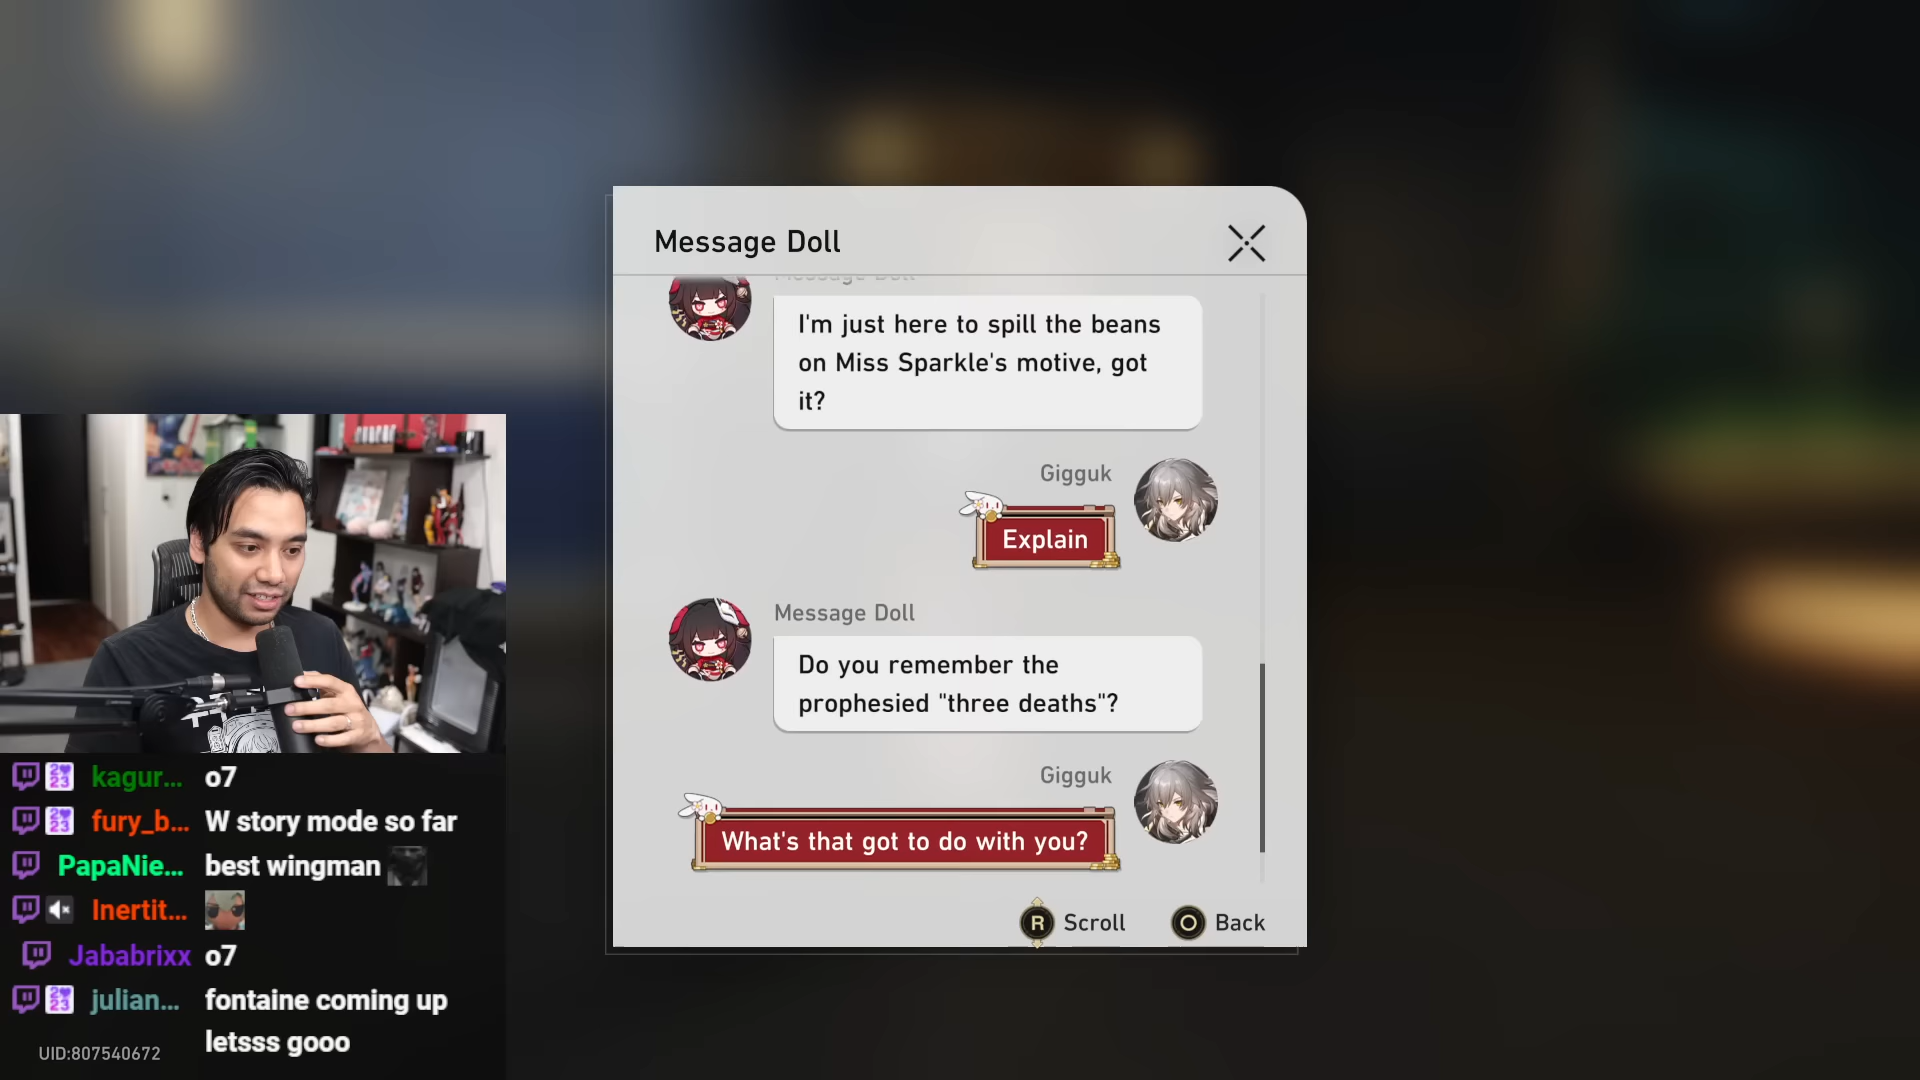 Message Doll
Message Doll
I'm just here to spill the beans
on Miss Sparkle's motive, got
it?
Gigguk
Explain
Message Doll
Do you remember the
prophesied "three deaths"?
Gigguk
What's that got to do with you?
R Scroll
Back
kagur... o7
fury_b... W story mode so far
PapaNie... best wingman
Inertit...
Jababrixx o7
julian... fontaine coming up
letsss gooo
UID:807540672